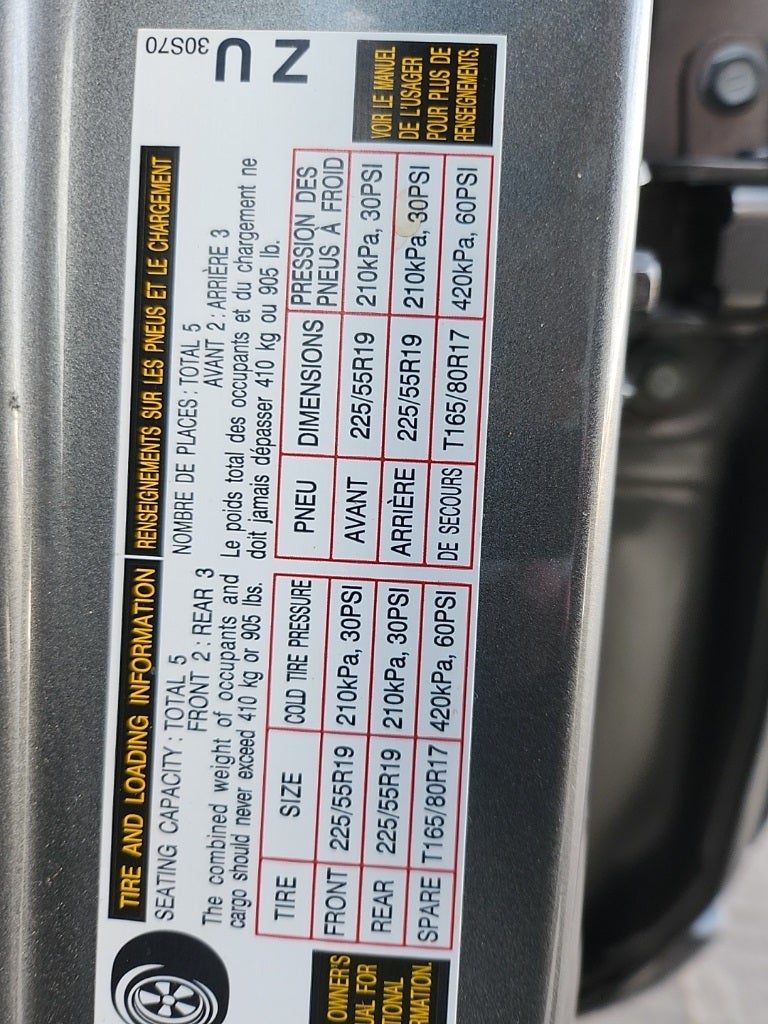 TIRE AND LOADING INFORMATION
SEATING CAPACITY : TOTAL 5
FRONT 2 : REAR 3
The combined weight of occupants and
cargo should never exceed 410 kg or 905 lbs.
TIRE SIZE COLD TIRE PRESSURE
FRONT 225/55R19 210kPa, 30PSI
REAR 225/55R19 210kPa, 30PSI
SPARE T165/80R17 420kPa, 60PSI
OWNER'S
FOR
RENSEIGNEMENTS SUR LES PNEUS ET LE CHARGEMENT
NOMBRE DE PLACES : TOTAL 5
AVANT 2 : ARRIÈRE 3
Le poids total des occupants et du chargement ne
doit jamais dépasser 410 kg ou 905 lb.
PNEU DIMENSIONS PRESSION DES
PNEUS À FROID
AVANT 225/55R19 210kPa, 30PSI
ARRIÈRE 225/55R19 210kPa, 30PSI
DE SECOURS T165/80R17 420kPa, 60PSI
VOIR LE MANUEL
DE L'USAGER
POUR PLUS DE
RENSEIGNEMENTS.
30S70
U
N